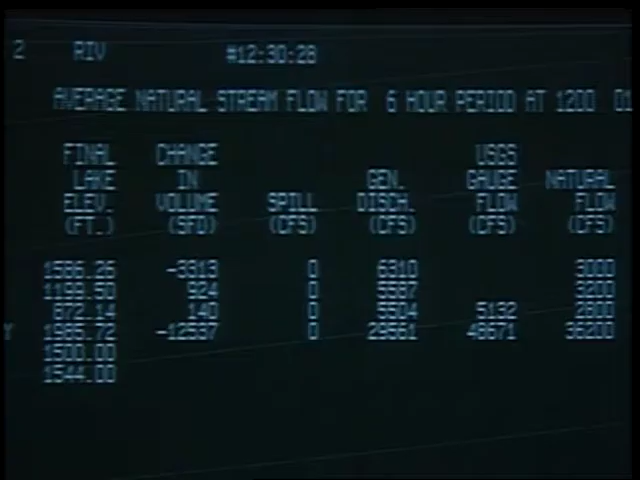 2 RIV #12:30:28
AVERAGE NATURAL STREAM FLOW FOR 6 HOUR PERIOD AT 1200 01
FINAL CHANGE USGS
LAKE IN GEN. GAUGE NATURAL
ELEV. VOLUME SPILL DISCH. FLOW FLOW
(FT.) (SFD) (CFS) (CFS) (CFS) (CFS)
1586.26 -3313 0 6310 3000
1199.50 924 0 5587 3200
872.14 140 0 5504 5132 2800
Y 1985.72 -12537 0 29561 48671 36200
1500.00
1544.00